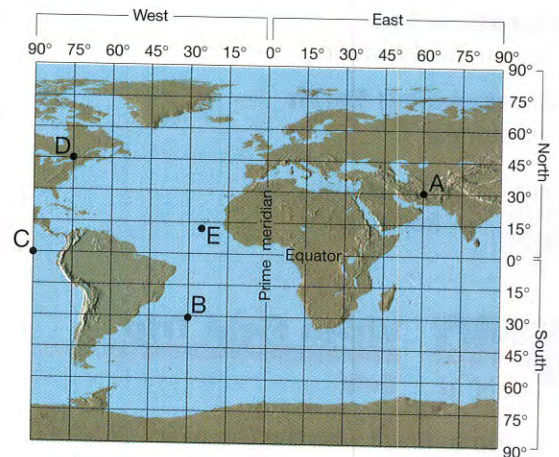 West East
90° 75° 60° 45° 30° 15° 0° 15° 30° 45° 60° 75° 90°
90°
75°
60°
D 45°
A 30°
E 15°
C Equator 0°
15°
B 30°
45°
60°
75°
90°
Prime meridian
North
South